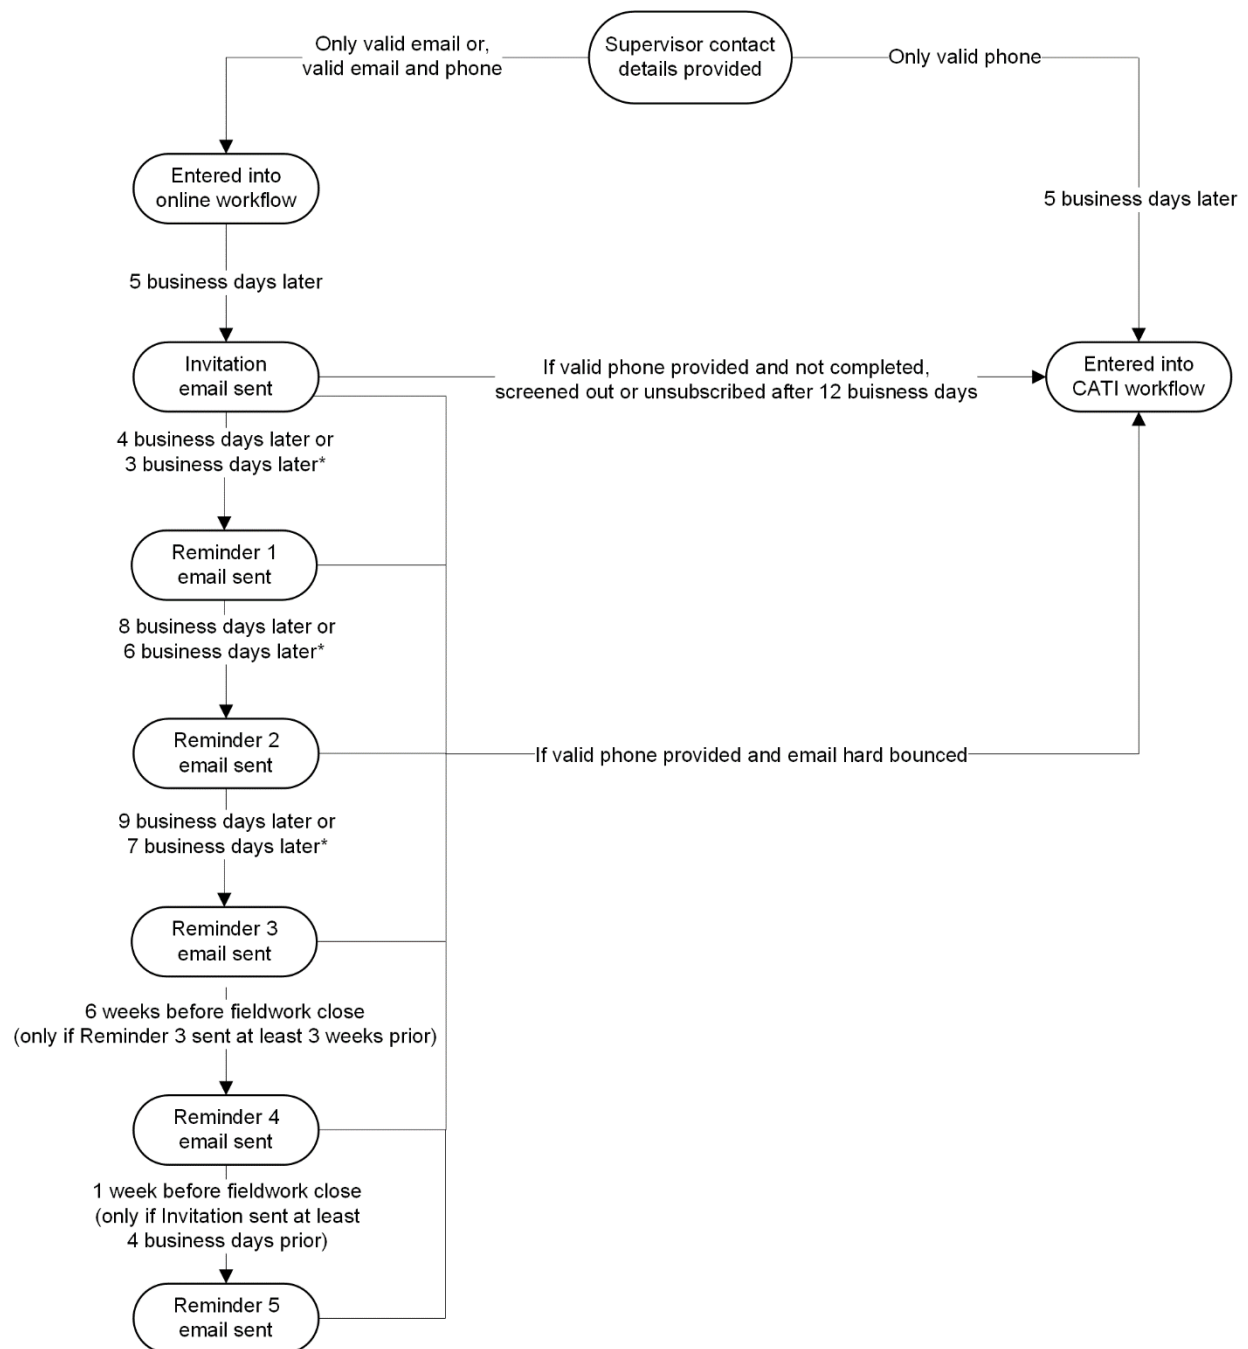 Only valid email or,
valid email and phone
Supervisor contact
details provided
Only valid phone
Entered into
online workflow
5 business days later
5 business days later
Invitation
email sent
If valid phone provided and not completed,
screened out or unsubscribed after 12 buisness days
Entered into
CATI workflow
4 business days later or
3 business days later*
Reminder 1
email sent
8 business days later or
6 business days later*
Reminder 2
email sent
If valid phone provided and email hard bounced
9 business days later or
7 business days later*
Reminder 3
email sent
6 weeks before fieldwork close
(only if Reminder 3 sent at least 3 weeks prior)
Reminder 4
email sent
1 week before fieldwork close
(only if Invitation sent at least
4 business days prior)
Reminder 5
email sent